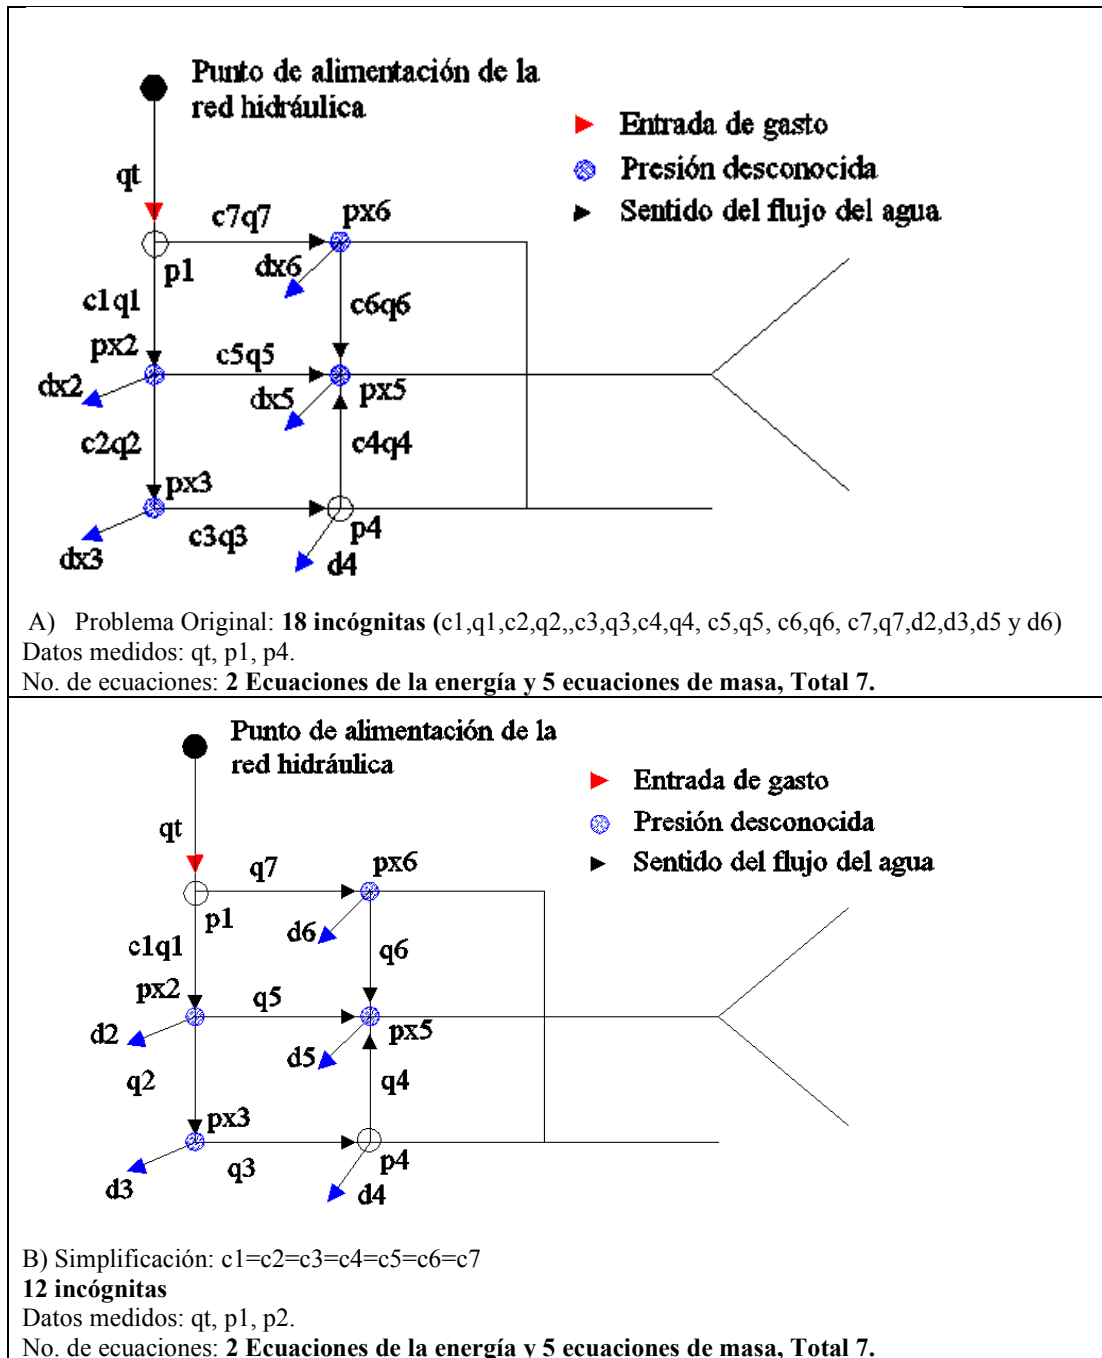 Punto de alimentación de la
red hidráulica
Entrada de gasto
Presión desconocida
Sentido del flujo del agua
qt
c7q7
px6
p1
dx6
c1q1
c6q6
px2
c5q5
dx2
dx5
px5
c2q2
c4q4
px3
c3q3
p4
dx3
d4
A) Problema Original: 18 incógnitas (c1,q1,c2,q2,,c3,q3,c4,q4, c5,q5, c6,q6, c7,q7,d2,d3,d5 y d6)
Datos medidos: qt, p1, p4.
No. de ecuaciones: 2 Ecuaciones de la energía y 5 ecuaciones de masa, Total 7.
Punto de alimentación de la
red hidráulica
Entrada de gasto
Presión desconocida
Sentido del flujo del agua
qt
q7
px6
p1
d6
c1q1
q6
px2
q5
d2
px5
d5
q2
q4
px3
q3
p4
d3
d4
B) Simplificación: c1=c2=c3=c4=c5=c6=c7
12 incógnitas
Datos medidos: qt, p1, p2.
No. de ecuaciones: 2 Ecuaciones de la energía y 5 ecuaciones de masa, Total 7.